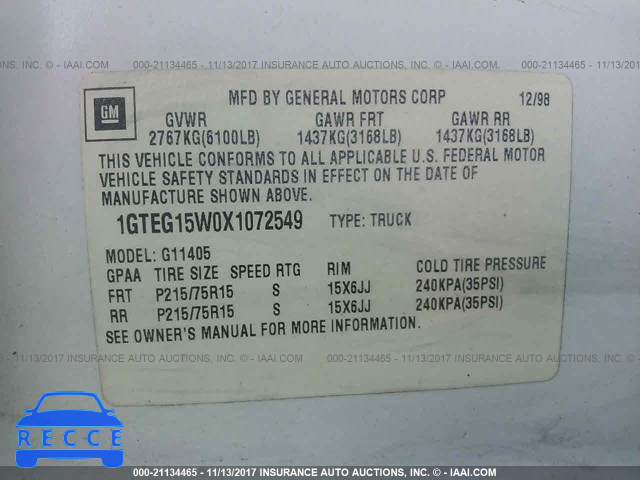 - IAAI.COM 000-21134465 - 11/13/2017 INSURANCE AUTO AUCTIONS, INC. - IAAI.COM 000-21134465 - 11/13/2017 INSURANCE AUTO AUCTIONS, INC.
GM
MFD BY GENERAL MOTORS CORP 12/98
GVWR GAWR FRT GAWR RR
2767KG(6100LB) 1437KG(3168LB) 1437KG(3168LB)
THIS VEHICLE CONFORMS TO ALL APPLICABLE U.S. FEDERAL MOTOR
VEHICLE SAFETY STANDARDS IN EFFECT ON THE DATE OF
MANUFACTURE SHOWN ABOVE.
1GTEG15W0X1072549 TYPE: TRUCK
MODEL: G11405
GPAA TIRE SIZE SPEED RTG RIM COLD TIRE PRESSURE
FRT P215/75R15 S 15X6JJ 240KPA(35PSI)
RR P215/75R15 S 15X6JJ 240KPA(35PSI)
SEE OWNER'S MANUAL FOR MORE INFORMATION.
11/13/2017 INSURANCE AUTO AUCTIONS, INC. - IAAI.COM 000-21134465 - 11/13/2017 INSURANCE AUTO AUCTIONS, INC. - IAAI.COM
RECCE
000-21134465 - 11/13/2017 INSURANCE AUTO AUCTIONS, INC. - IAAI.COM